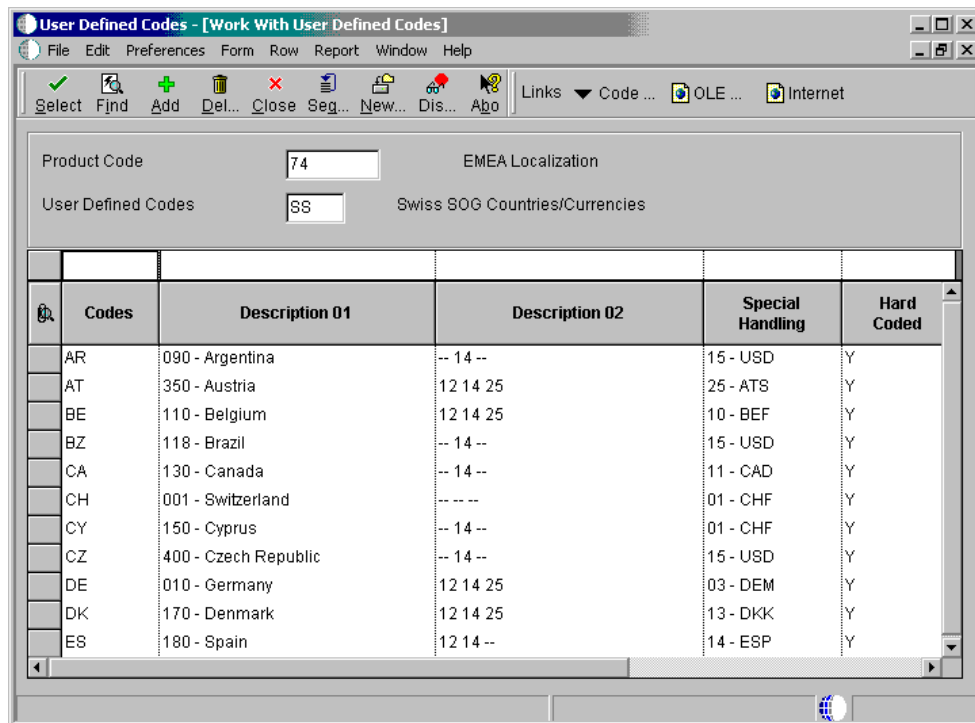 User Defined Codes - [Work With User Defined Codes]
File Edit Preferences Form Row Report Window Help
Select Find Add Del... Close Seq... New... Dis... Abo Links Code ... OLE ... Internet
Product Code 74 EMEA Localization
User Defined Codes SS Swiss SOG Countries/Currencies
Codes Description 01 Description 02 Special Handling Hard Coded
AR 090 - Argentina -- 14 -- 15 - USD Y
AT 350 - Austria 12 14 25 25 - ATS Y
BE 110 - Belgium 12 14 25 10 - BEF Y
BZ 118 - Brazil -- 14 -- 15 - USD Y
CA 130 - Canada -- 14 -- 11 - CAD Y
CH 001 - Switzerland -- -- -- 01 - CHF Y
CY 150 - Cyprus -- 14 -- 01 - CHF Y
CZ 400 - Czech Republic -- 14 -- 15 - USD Y
DE 010 - Germany 12 14 25 03 - DEM Y
DK 170 - Denmark 12 14 25 13 - DKK Y
ES 180 - Spain 12 14 -- 14 - ESP Y